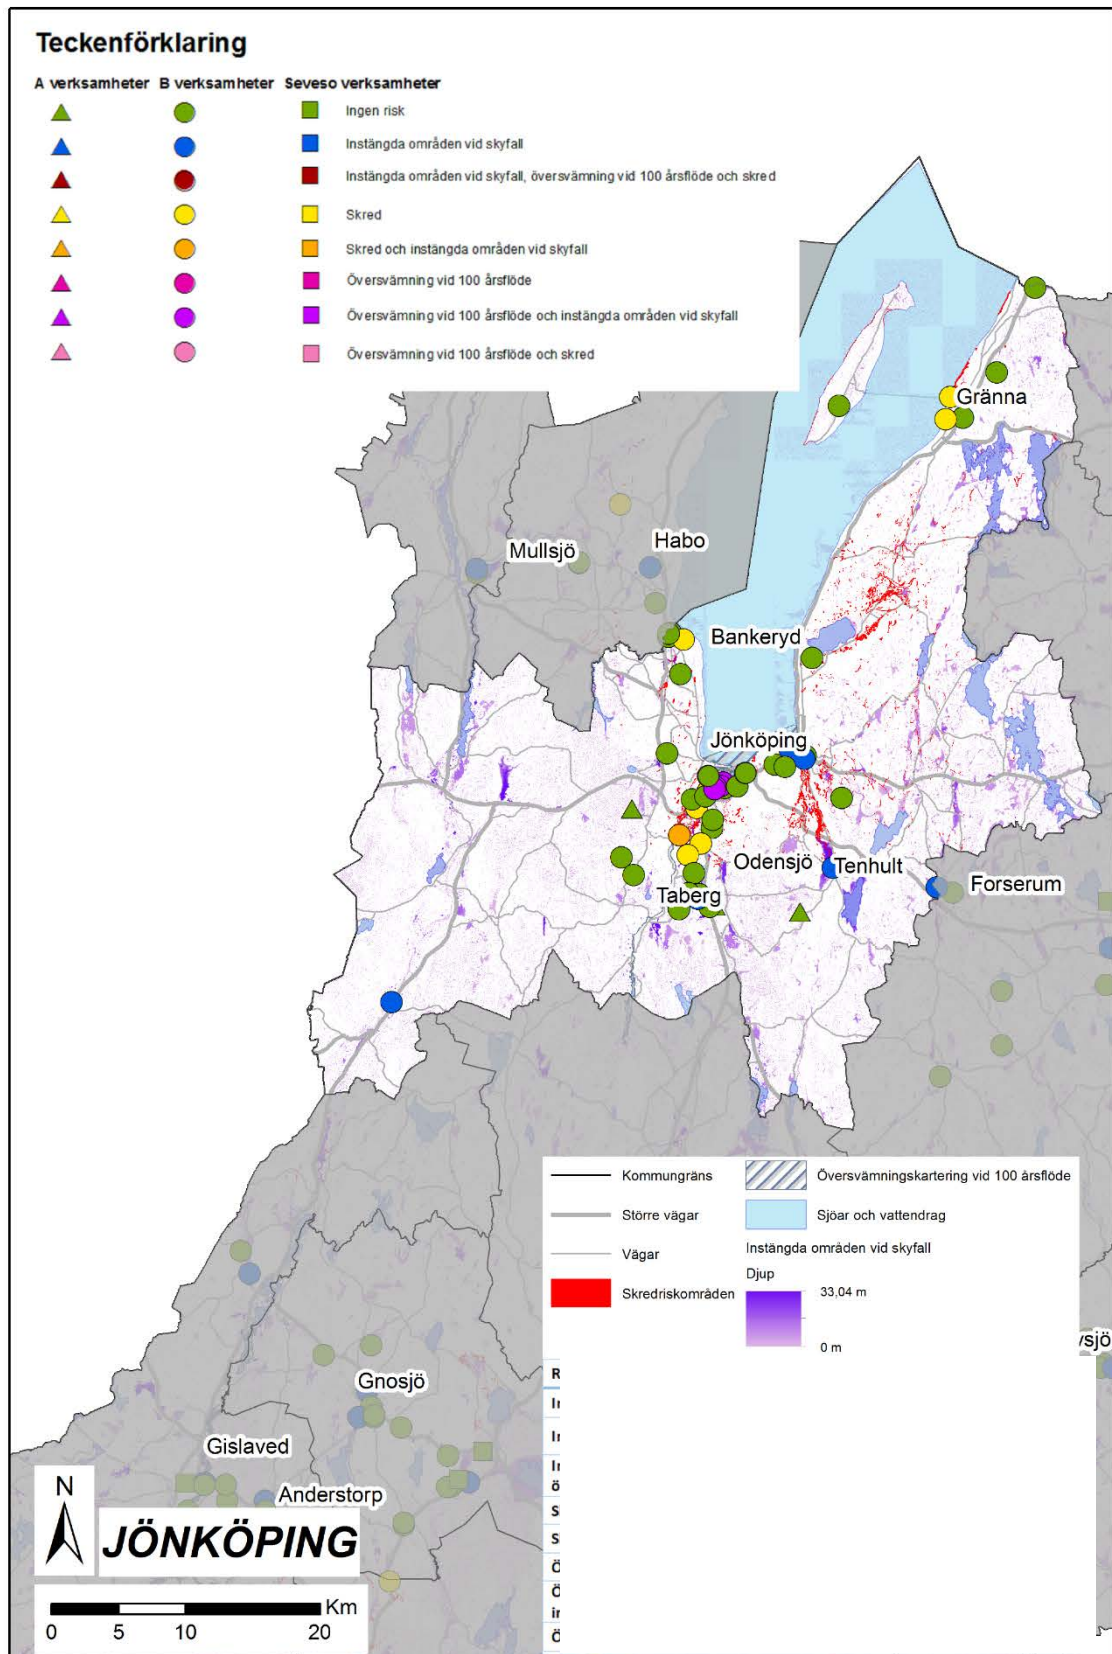 Teckenförklaring
A verksamheter B verksamheter Seveso verksamheter
Ingen risk
Instängda områden vid skyfall
Instängda områden vid skyfall, översvämning vid 100 årsflöde och skred
Skred
Skred och instängda områden vid skyfall
Översvämning vid 100 årsflöde
Översvämning vid 100 årsflöde och instängda områden vid skyfall
Översvämning vid 100 årsflöde och skred
Gränna
Habo
Mullsjö
Bankeryd
Jönköping
Odensjö
Tenhult
Taberg
Forserum
Kommungräns
Större vägar
Vägar
Skredriskområden
Översvämningskartering vid 100 årsflöde
Sjöar och vattendrag
Instängda områden vid skyfall
Djup
33,04 m
0 m
Gnosjö
Gislaved
Anderstorp
N
JÖNKÖPING
Km
0 5 10 20